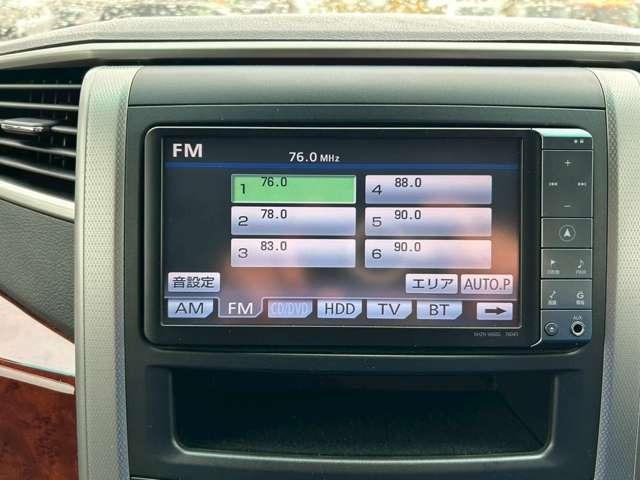 FM
76.0 MHz
1 76.0
4 88.0
2 78.0
5 90.0
3 83.0
6 90.0
音設定
エリア
AUTO.P
AM
FM
CD/DVD
HDD
TV
BT
AUX